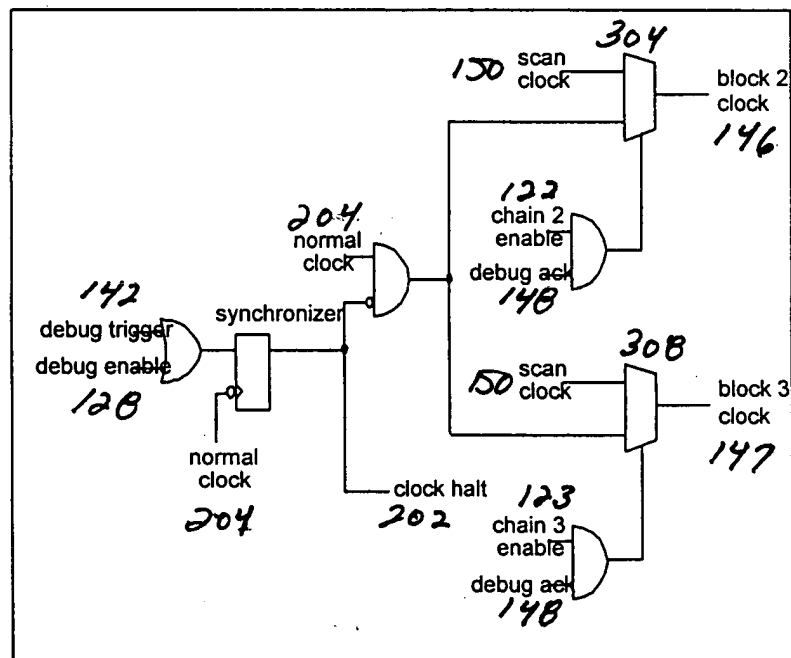 304
150
scan
clock
block 2
clock
146
204
normal
clock
122
chain 2
enable
debug ack
148
142
debug trigger
debug enable
128
synchronizer
normal
clock
204
clock halt
202
308
150
scan
clock
block 3
clock
147
123
chain 3
enable
debug ack
148